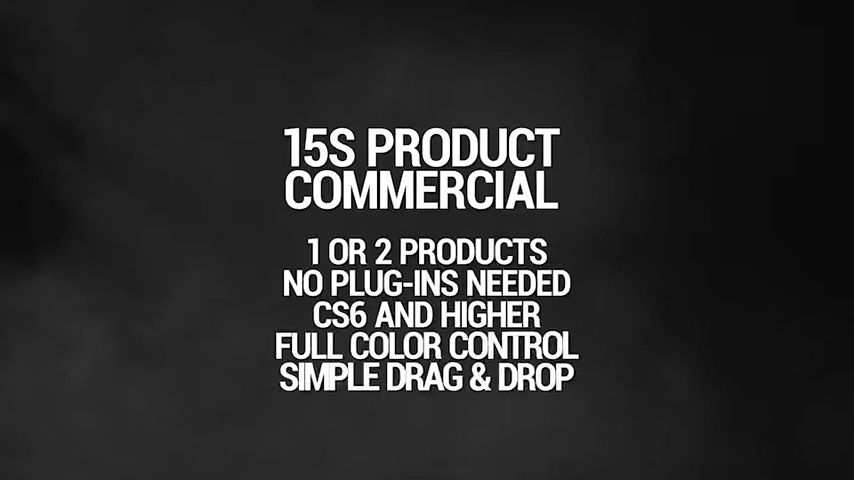 15S PRODUCT
COMMERCIAL
1 OR 2 PRODUCTS
NO PLUG-INS NEEDED
CS6 AND HIGHER
FULL COLOR CONTROL
SIMPLE DRAG & DROP